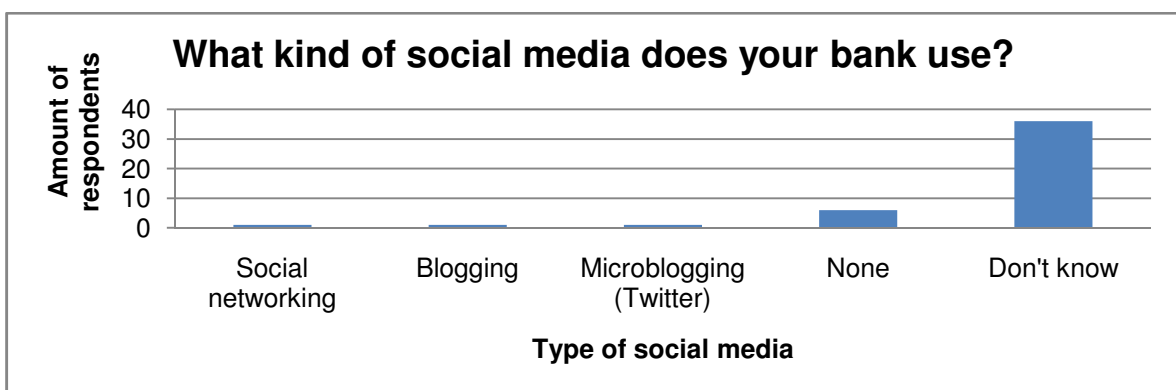 What kind of social media does your bank use?
Amount of
respondents
40
30
20
10
0
Social
networking
Blogging
Microblogging
(Twitter)
None
Don't know
Type of social media